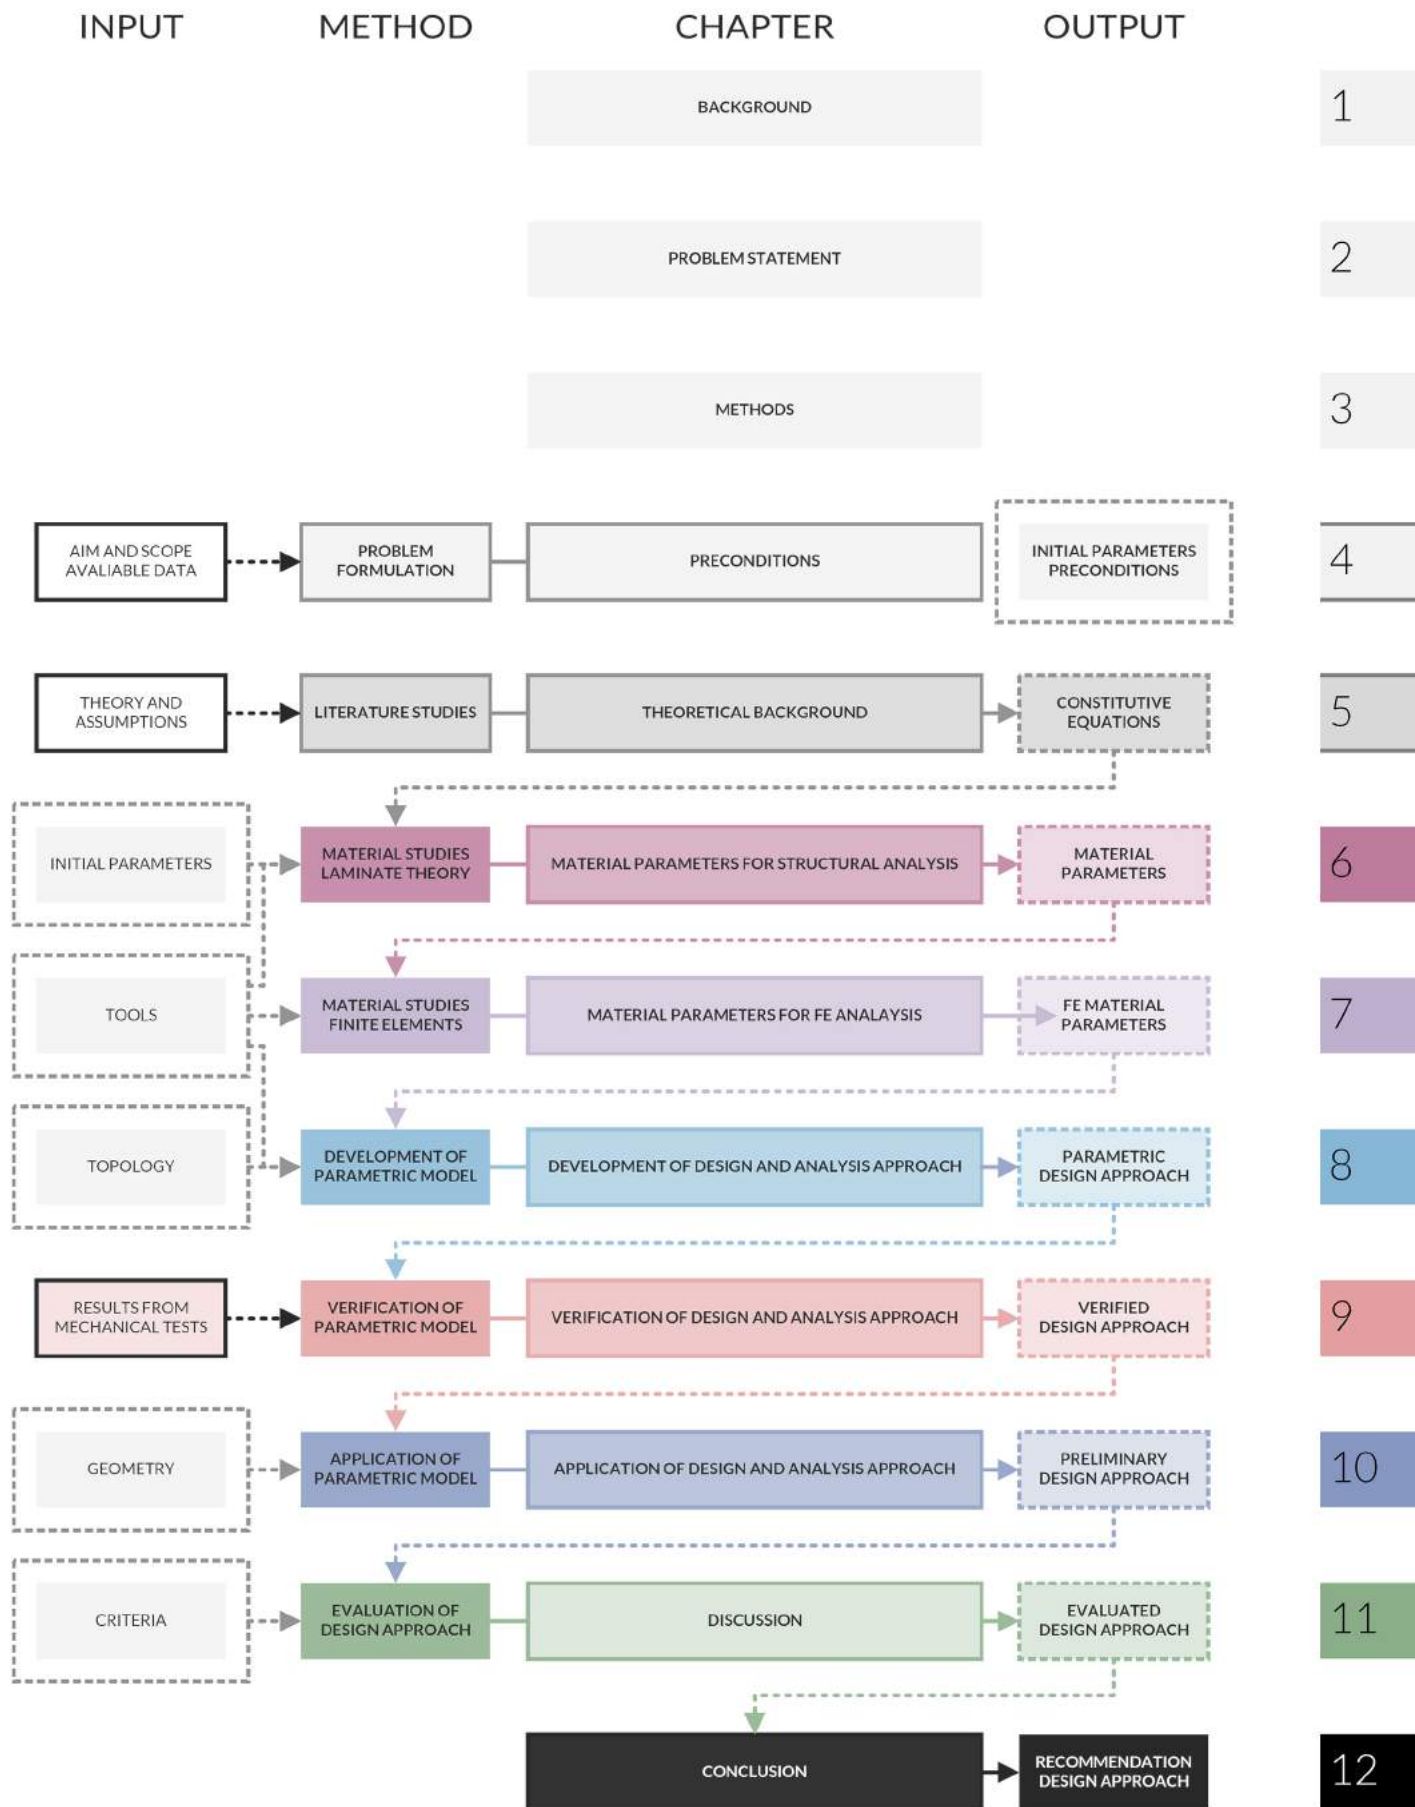 INPUT METHOD CHAPTER OUTPUT
BACKGROUND 1
PROBLEM STATEMENT 2
METHODS 3
AIM AND SCOPE
AVALIABLE DATA
PROBLEM
FORMULATION
PRECONDITIONS
INITIAL PARAMETERS
PRECONDITIONS
4
THEORY AND
ASSUMPTIONS
LITERATURE STUDIES
THEORETICAL BACKGROUND
CONSTITUTIVE
EQUATIONS
5
INITIAL PARAMETERS
MATERIAL STUDIES
LAMINATE THEORY
MATERIAL PARAMETERS FOR STRUCTURAL ANALYSIS
MATERIAL
PARAMETERS
6
TOOLS
MATERIAL STUDIES
FINITE ELEMENTS
MATERIAL PARAMETERS FOR FE ANALAYSIS
FE MATERIAL
PARAMETERS
7
TOPOLOGY
DEVELOPMENT OF
PARAMETRIC MODEL
DEVELOPMENT OF DESIGN AND ANALYSIS APPROACH
PARAMETRIC
DESIGN APPROACH
8
RESULTS FROM
MECHANICAL TESTS
VERIFICATION OF
PARAMETRIC MODEL
VERIFICATION OF DESIGN AND ANALYSIS APPROACH
VERIFIED
DESIGN APPROACH
9
GEOMETRY
APPLICATION OF
PARAMETRIC MODEL
APPLICATION OF DESIGN AND ANALYSIS APPROACH
PRELIMINARY
DESIGN APPROACH
10
CRITERIA
EVALUATION OF
DESIGN APPROACH
DISCUSSION
EVALUATED
DESIGN APPROACH
11
CONCLUSION
RECOMMENDATION
DESIGN APPROACH
12